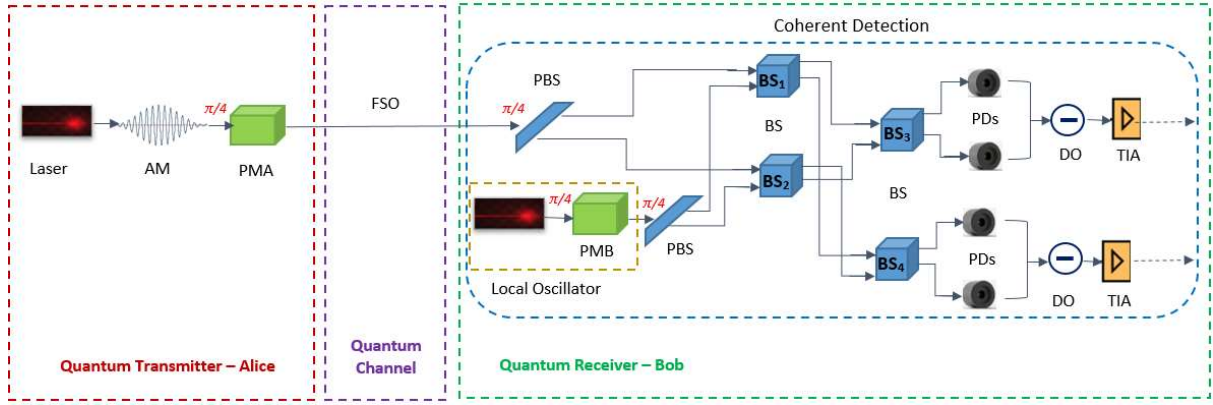 Coherent Detection
PBS
π/4
π/4
FSO
Laser
AM
PMA
BS₁
BS
BS₂
BS₃
PDs
DO
TIA
BS
π/4
π/4
PMB
PBS
Local Oscillator
BS₄
PDs
DO
TIA
Quantum Transmitter – Alice
Quantum
Channel
Quantum Receiver – Bob